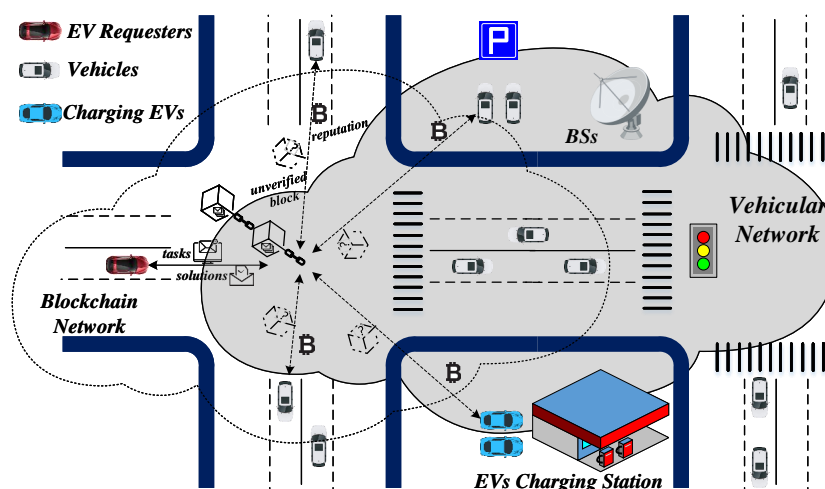 EV Requesters
Vehicles
Charging EVs
P
BSs
reputation
unverified
block
Vehicular
Network
tasks
solutions
Blockchain
Network
EVs Charging Station